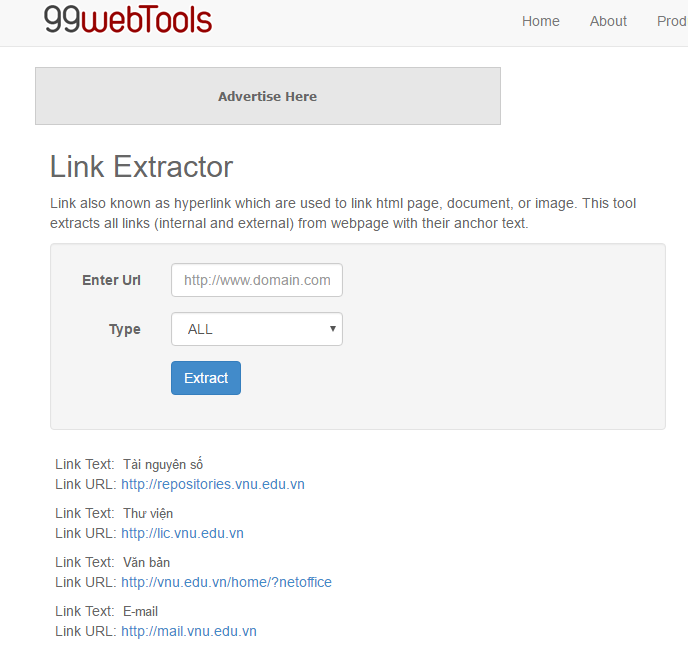 99webTools
Home About Prod
Advertise Here
Link Extractor
Link also known as hyperlink which are used to link html page, document, or image. This tool
extracts all links (internal and external) from webpage with their anchor text.
Enter Url http://www.domain.com
Type ALL
Extract
Link Text: Tài nguyên số
Link URL: http://repositories.vnu.edu.vn
Link Text: Thư viện
Link URL: http://lic.vnu.edu.vn
Link Text: Văn bản
Link URL: http://vnu.edu.vn/home/?netoffice
Link Text: E-mail
Link URL: http://mail.vnu.edu.vn